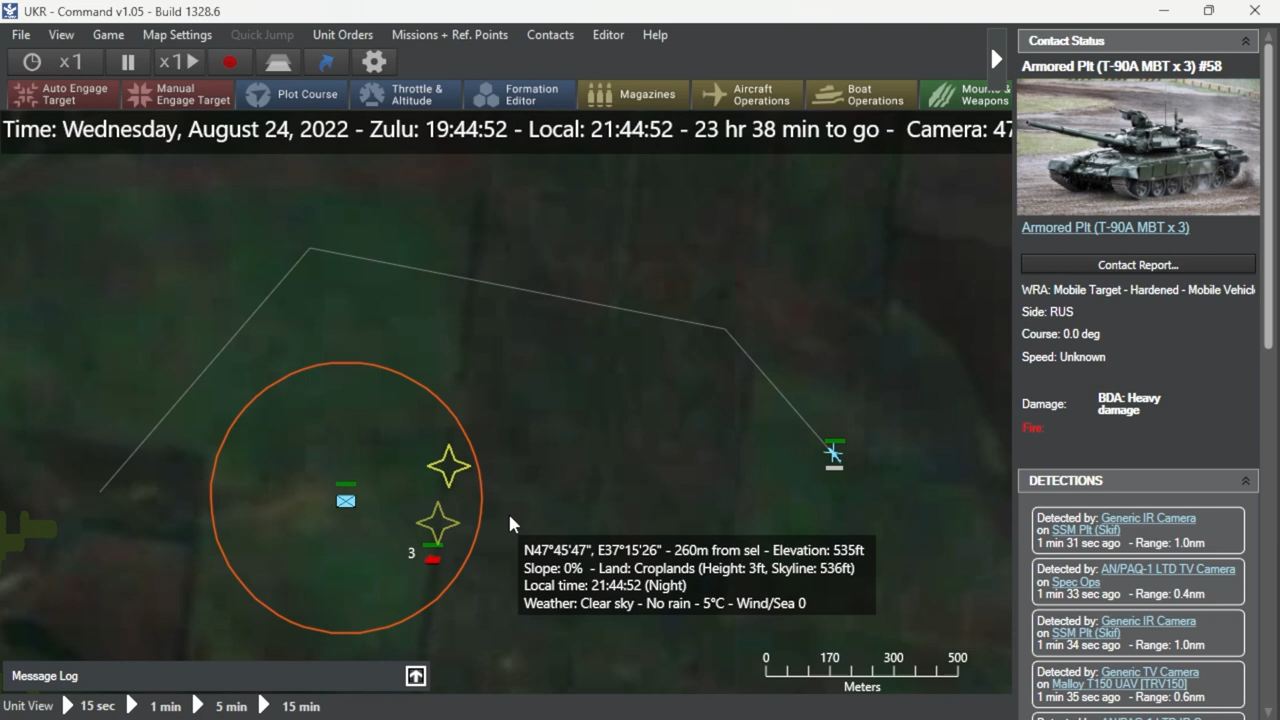 UKR - Command v1.05 - Build 1328.6
File View Game Map Settings Quick Jump Unit Orders Missions + Ref. Points Contacts Editor Help
x1 x1
Auto Engage Target
Manual Engage Target
Plot Course
Throttle & Altitude
Formation Editor
Magazines
Aircraft Operations
Boat Operations
Weapons
Time: Wednesday, August 24, 2022 - Zulu: 19:44:52 - Local: 21:44:52 - 23 hr 38 min to go - Camera: 47
3
N47°45'47", E37°15'26" - 260m from sel - Elevation: 535ft
Slope: 0% - Land: Croplands (Height: 3ft, Skyline: 536ft)
Local time: 21:44:52 (Night)
Weather: Clear sky - No rain - 5°C - Wind/Sea 0
0 170 300 500
Meters
Message Log
Unit View 15 sec 1 min 5 min 15 min
Contact Status
Armored Plt (T-90A MBT x 3) #58
Armored Plt (T-90A MBT x 3)
Contact Report...
WRA: Mobile Target - Hardened - Mobile Vehicl
Side: RUS
Course: 0.0 deg
Speed: Unknown
Damage: BDA: Heavy
damage
Fire:
DETECTIONS
Detected by: Generic IR Camera
on SSM Plt (Skif)
1 min 31 sec ago - Range: 1.0nm
Detected by: AN/PAQ-1 LTD TV Camera
on Spec Ops
1 min 33 sec ago - Range: 0.4nm
Detected by: Generic IR Camera
on SSM Plt (Skif)
1 min 34 sec ago - Range: 1.0nm
Detected by: Generic TV Camera
on Malloy T150 UAV [TRV150]
1 min 35 sec ago - Range: 0.6nm